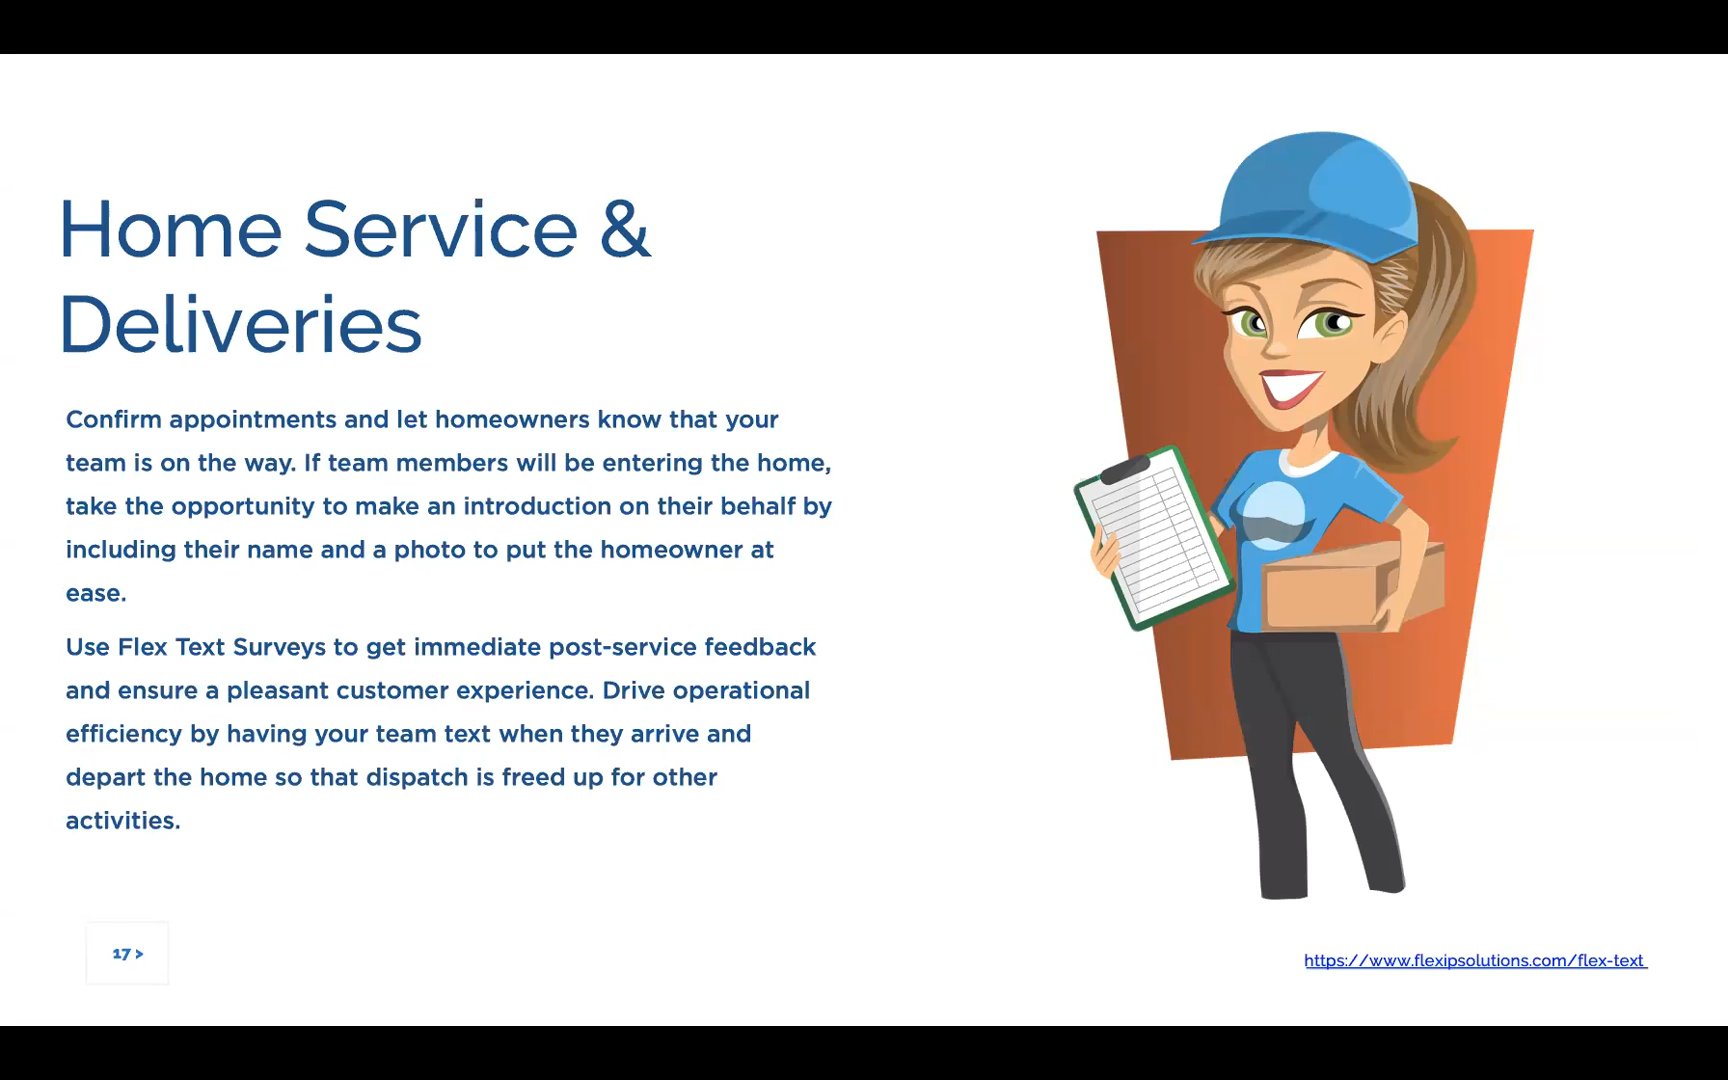 Home Service &
Deliveries
Confirm appointments and let homeowners know that your
team is on the way. If team members will be entering the home,
take the opportunity to make an introduction on their behalf by
including their name and a photo to put the homeowner at
ease.
Use Flex Text Surveys to get immediate post-service feedback
and ensure a pleasant customer experience. Drive operational
efficiency by having your team text when they arrive and
depart the home so that dispatch is freed up for other
activities.
17 >
https://www.flexipsolutions.com/flex-text